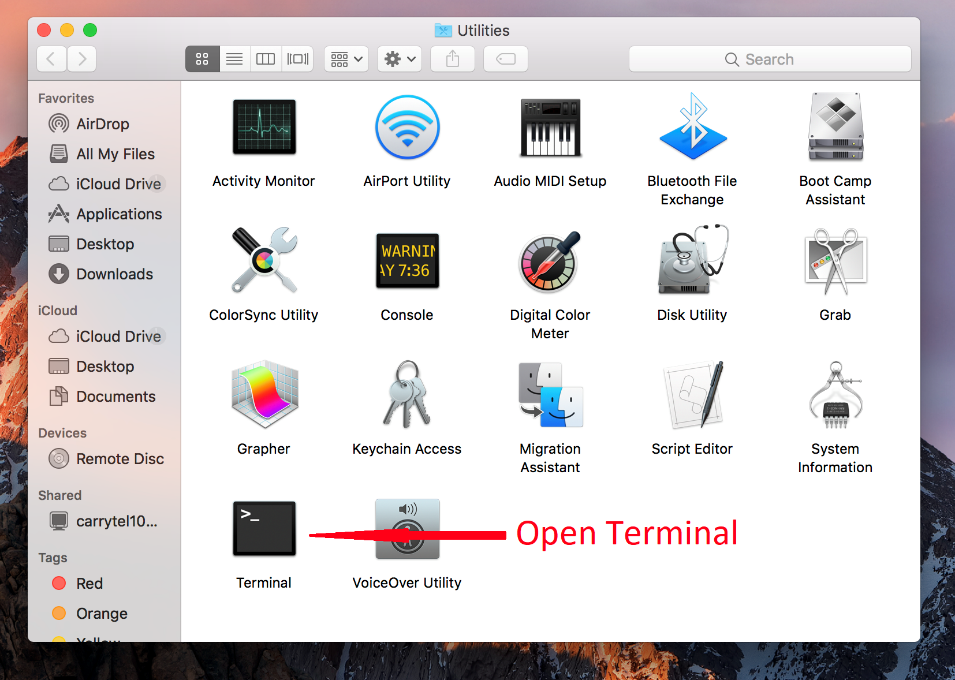 Utilities
Search
Favorites
AirDrop
All My Files
iCloud Drive
Applications
Desktop
Downloads
iCloud
iCloud Drive
Desktop
Documents
Devices
Remote Disc
Shared
carrytel10...
Tags
Red
Orange
Yellow
Activity Monitor
AirPort Utility
Audio MIDI Setup
Bluetooth File
Exchange
Boot Camp
Assistant
WARNIN
AY 7:36
ColorSync Utility
Console
Digital Color
Meter
Disk Utility
Grab
Grapher
Keychain Access
Migration
Assistant
Script Editor
System
Information
>_
Terminal
VoiceOver Utility
Open Terminal